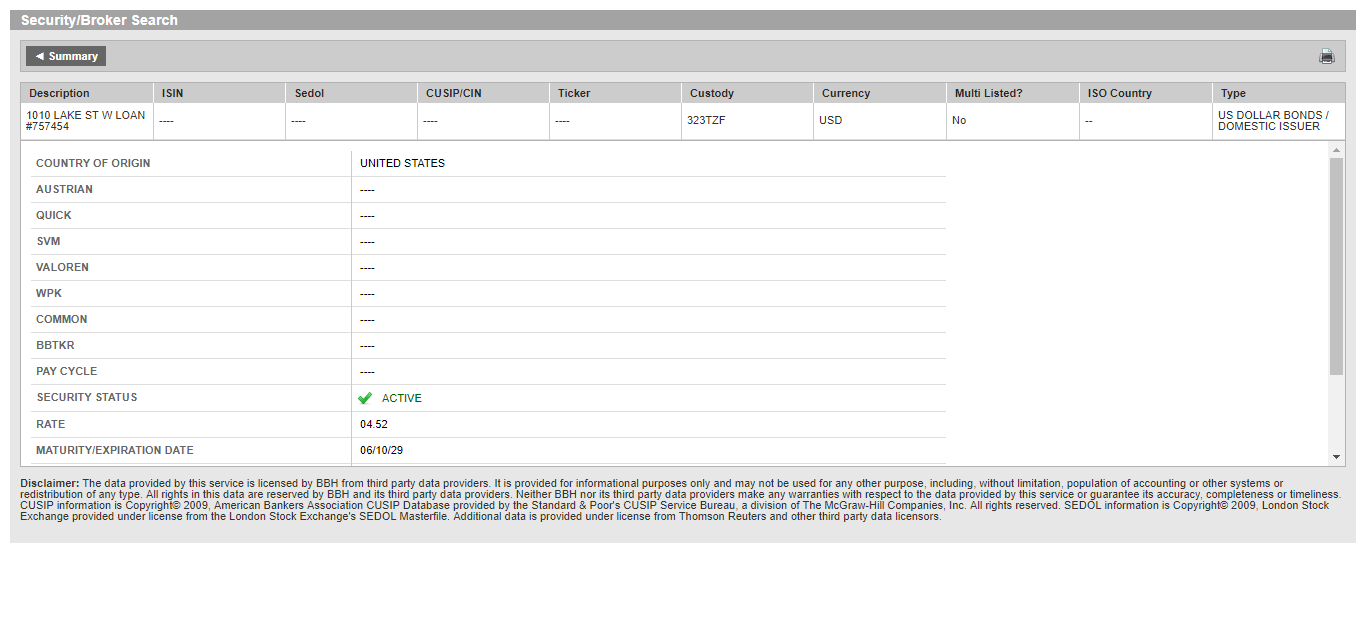 Security/Broker Search
◄ Summary
Description ISIN Sedol CUSIP/CIN Ticker Custody Currency Multi Listed? ISO Country Type
1010 LAKE ST W LOAN #757454 ---- ---- ---- ---- 323TZF USD No -- US DOLLAR BONDS / DOMESTIC ISSUER
COUNTRY OF ORIGIN UNITED STATES
AUSTRIAN ----
QUICK ----
SVM ----
VALOREN ----
WPK ----
COMMON ----
BBTKR ----
PAY CYCLE ----
SECURITY STATUS ACTIVE
RATE 04.52
MATURITY/EXPIRATION DATE 06/10/29
Disclaimer: The data provided by this service is licensed by BBH from third party data providers. It is provided for informational purposes only and may not be used for any other purpose, including, without limitation, population of accounting or other systems or
redistribution of any type. All rights in this data are reserved by BBH and its third party data providers. Neither BBH nor its third party data providers make any warranties with respect to the data provided by this service or guarantee its accuracy, completeness or timeliness.
CUSIP information is Copyright© 2009, American Bankers Association CUSIP Database provided by the Standard & Poor's CUSIP Service Bureau, a division of The McGraw-Hill Companies, Inc. All rights reserved. SEDOL information is Copyright© 2009, London Stock
Exchange provided under license from the London Stock Exchange's SEDOL Masterfile. Additional data is provided under license from Thomson Reuters and other third party data licensors.